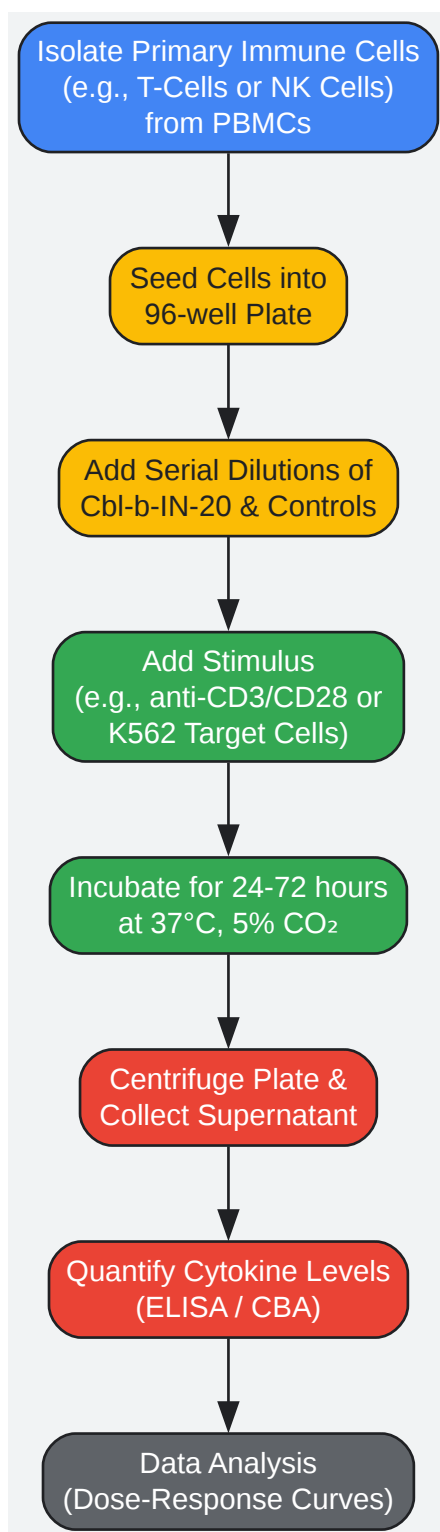 Isolate Primary Immune Cells
(e.g., T-Cells or NK Cells)
from PBMCs
Seed Cells into
96-well Plate
Add Serial Dilutions of
Cbl-b-IN-20 & Controls
Add Stimulus
(e.g., anti-CD3/CD28 or
K562 Target Cells)
Incubate for 24-72 hours
at 37°C, 5% CO₂
Centrifuge Plate &
Collect Supernatant
Quantify Cytokine Levels
(ELISA / CBA)
Data Analysis
(Dose-Response Curves)